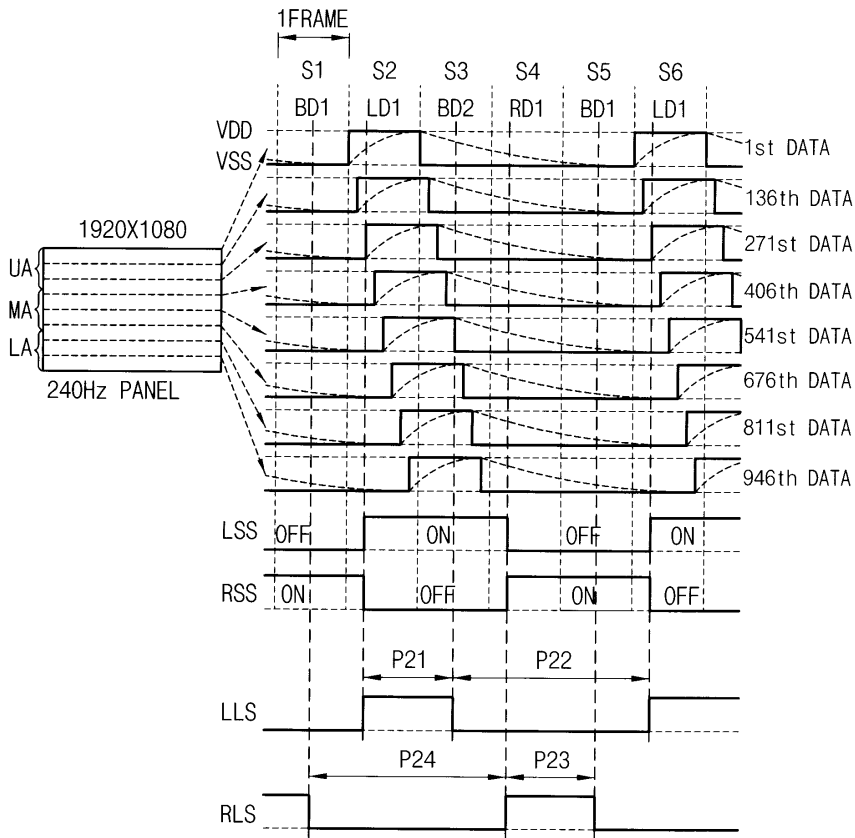 1FRAME
S1 S2 S3 S4 S5 S6
BD1 LD1 BD2 RD1 BD1 LD1
VDD
VSS
1st DATA
136th DATA
1920X1080
271st DATA
UA
406th DATA
MA
541st DATA
LA
240Hz PANEL
676th DATA
811st DATA
946th DATA
LSS OFF ON OFF ON
RSS ON OFF ON OFF
P21 P22
LLS
P24 P23
RLS